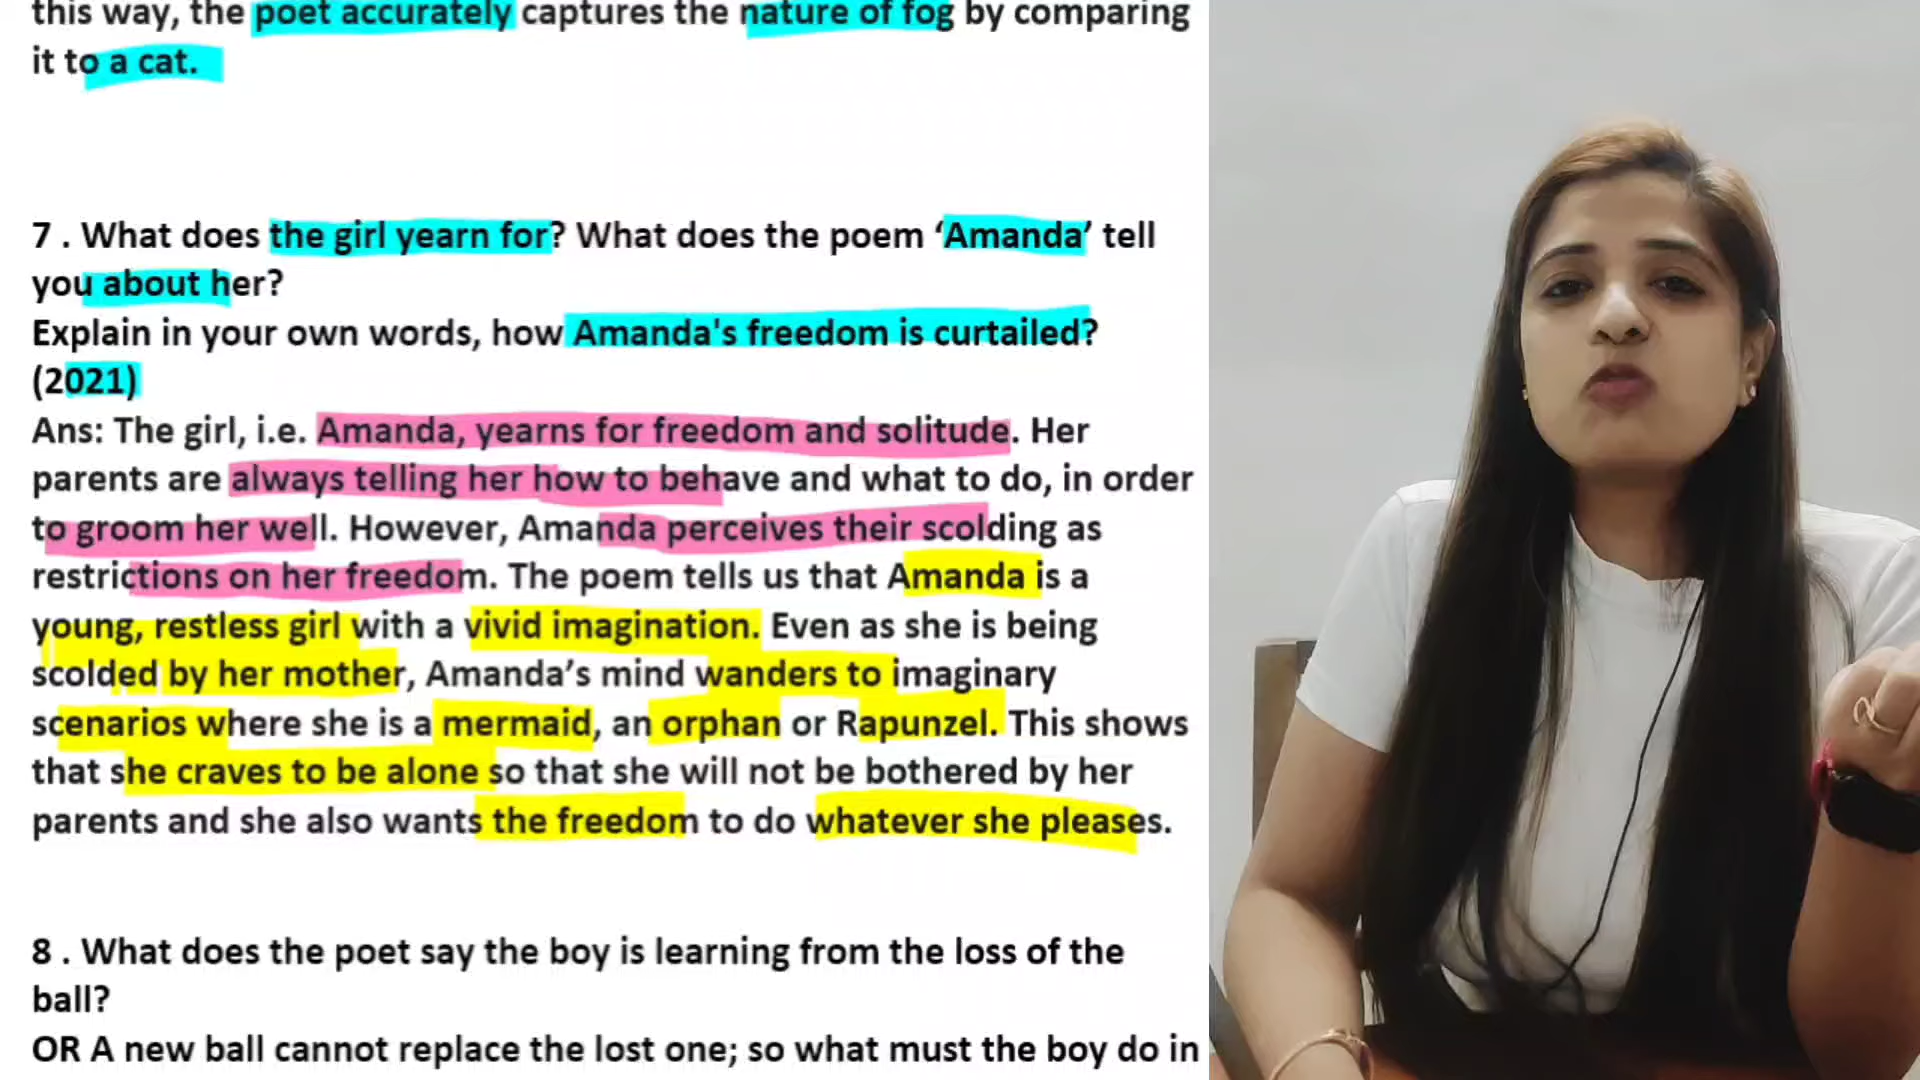 this way, the poet accurately captures the nature of fog by comparing
it to a cat.
7 . What does the girl yearn for? What does the poem ‘Amanda’ tell
you about her?
Explain in your own words, how Amanda's freedom is curtailed?
(2021)
Ans: The girl, i.e. Amanda, yearns for freedom and solitude. Her
parents are always telling her how to behave and what to do, in order
to groom her well. However, Amanda perceives their scolding as
restrictions on her freedom. The poem tells us that Amanda is a
young, restless girl with a vivid imagination. Even as she is being
scolded by her mother, Amanda’s mind wanders to imaginary
scenarios where she is a mermaid, an orphan or Rapunzel. This shows
that she craves to be alone so that she will not be bothered by her
parents and she also wants the freedom to do whatever she pleases.
8 . What does the poet say the boy is learning from the loss of the
ball?
OR A new ball cannot replace the lost one; so what must the boy do in